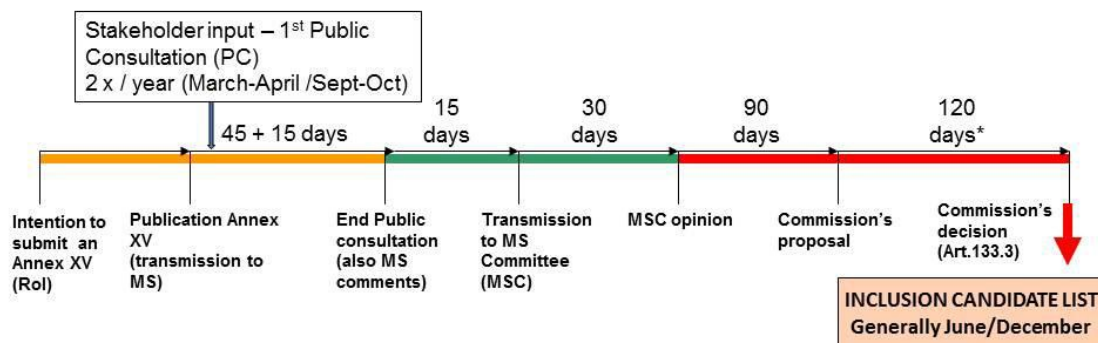 Stakeholder input – 1st Public
Consultation (PC)
2 x / year (March-April /Sept-Oct)
45 + 15 days
15
days
30
days
90
days
120
days*
Intention to
submit an
Annex XV
(RoI)
Publication Annex
XV
(transmission to
MS)
End Public
consultation
(also MS
comments)
Transmission
to MS
Committee
(MSC)
MSC opinion
Commission's
proposal
Commission's
decision
(Art.133.3)
INCLUSION CANDIDATE LIST
Generally June/December